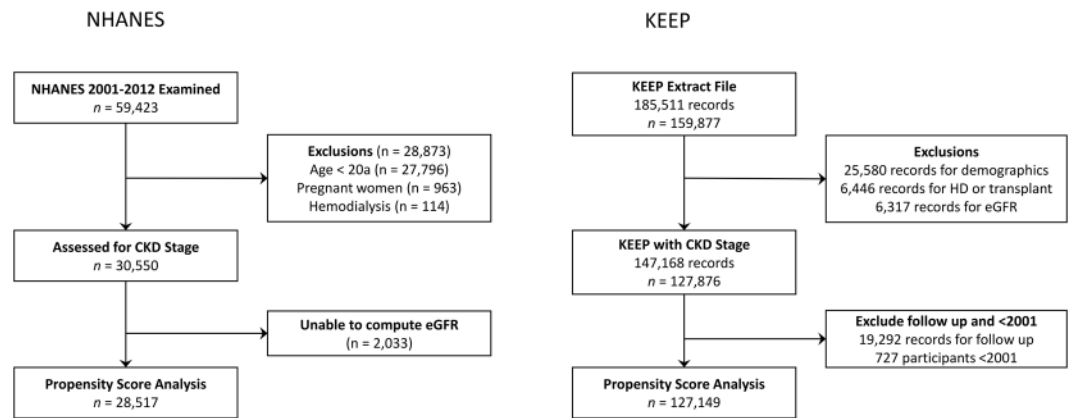 NHANES
NHANES 2001-2012 Examined
n = 59,423
Exclusions (n = 28,873)
Age < 20a (n = 27,796)
Pregnant women (n = 963)
Hemodialysis (n = 114)
Assessed for CKD Stage
n = 30,550
Unable to compute eGFR
(n = 2,033)
Propensity Score Analysis
n = 28,517
KEEP
KEEP Extract File
185,511 records
n = 159,877
Exclusions
25,580 records for demographics
6,446 records for HD or transplant
6,317 records for eGFR
KEEP with CKD Stage
147,168 records
n = 127,876
Exclude follow up and <2001
19,292 records for follow up
727 participants <2001
Propensity Score Analysis
n = 127,149